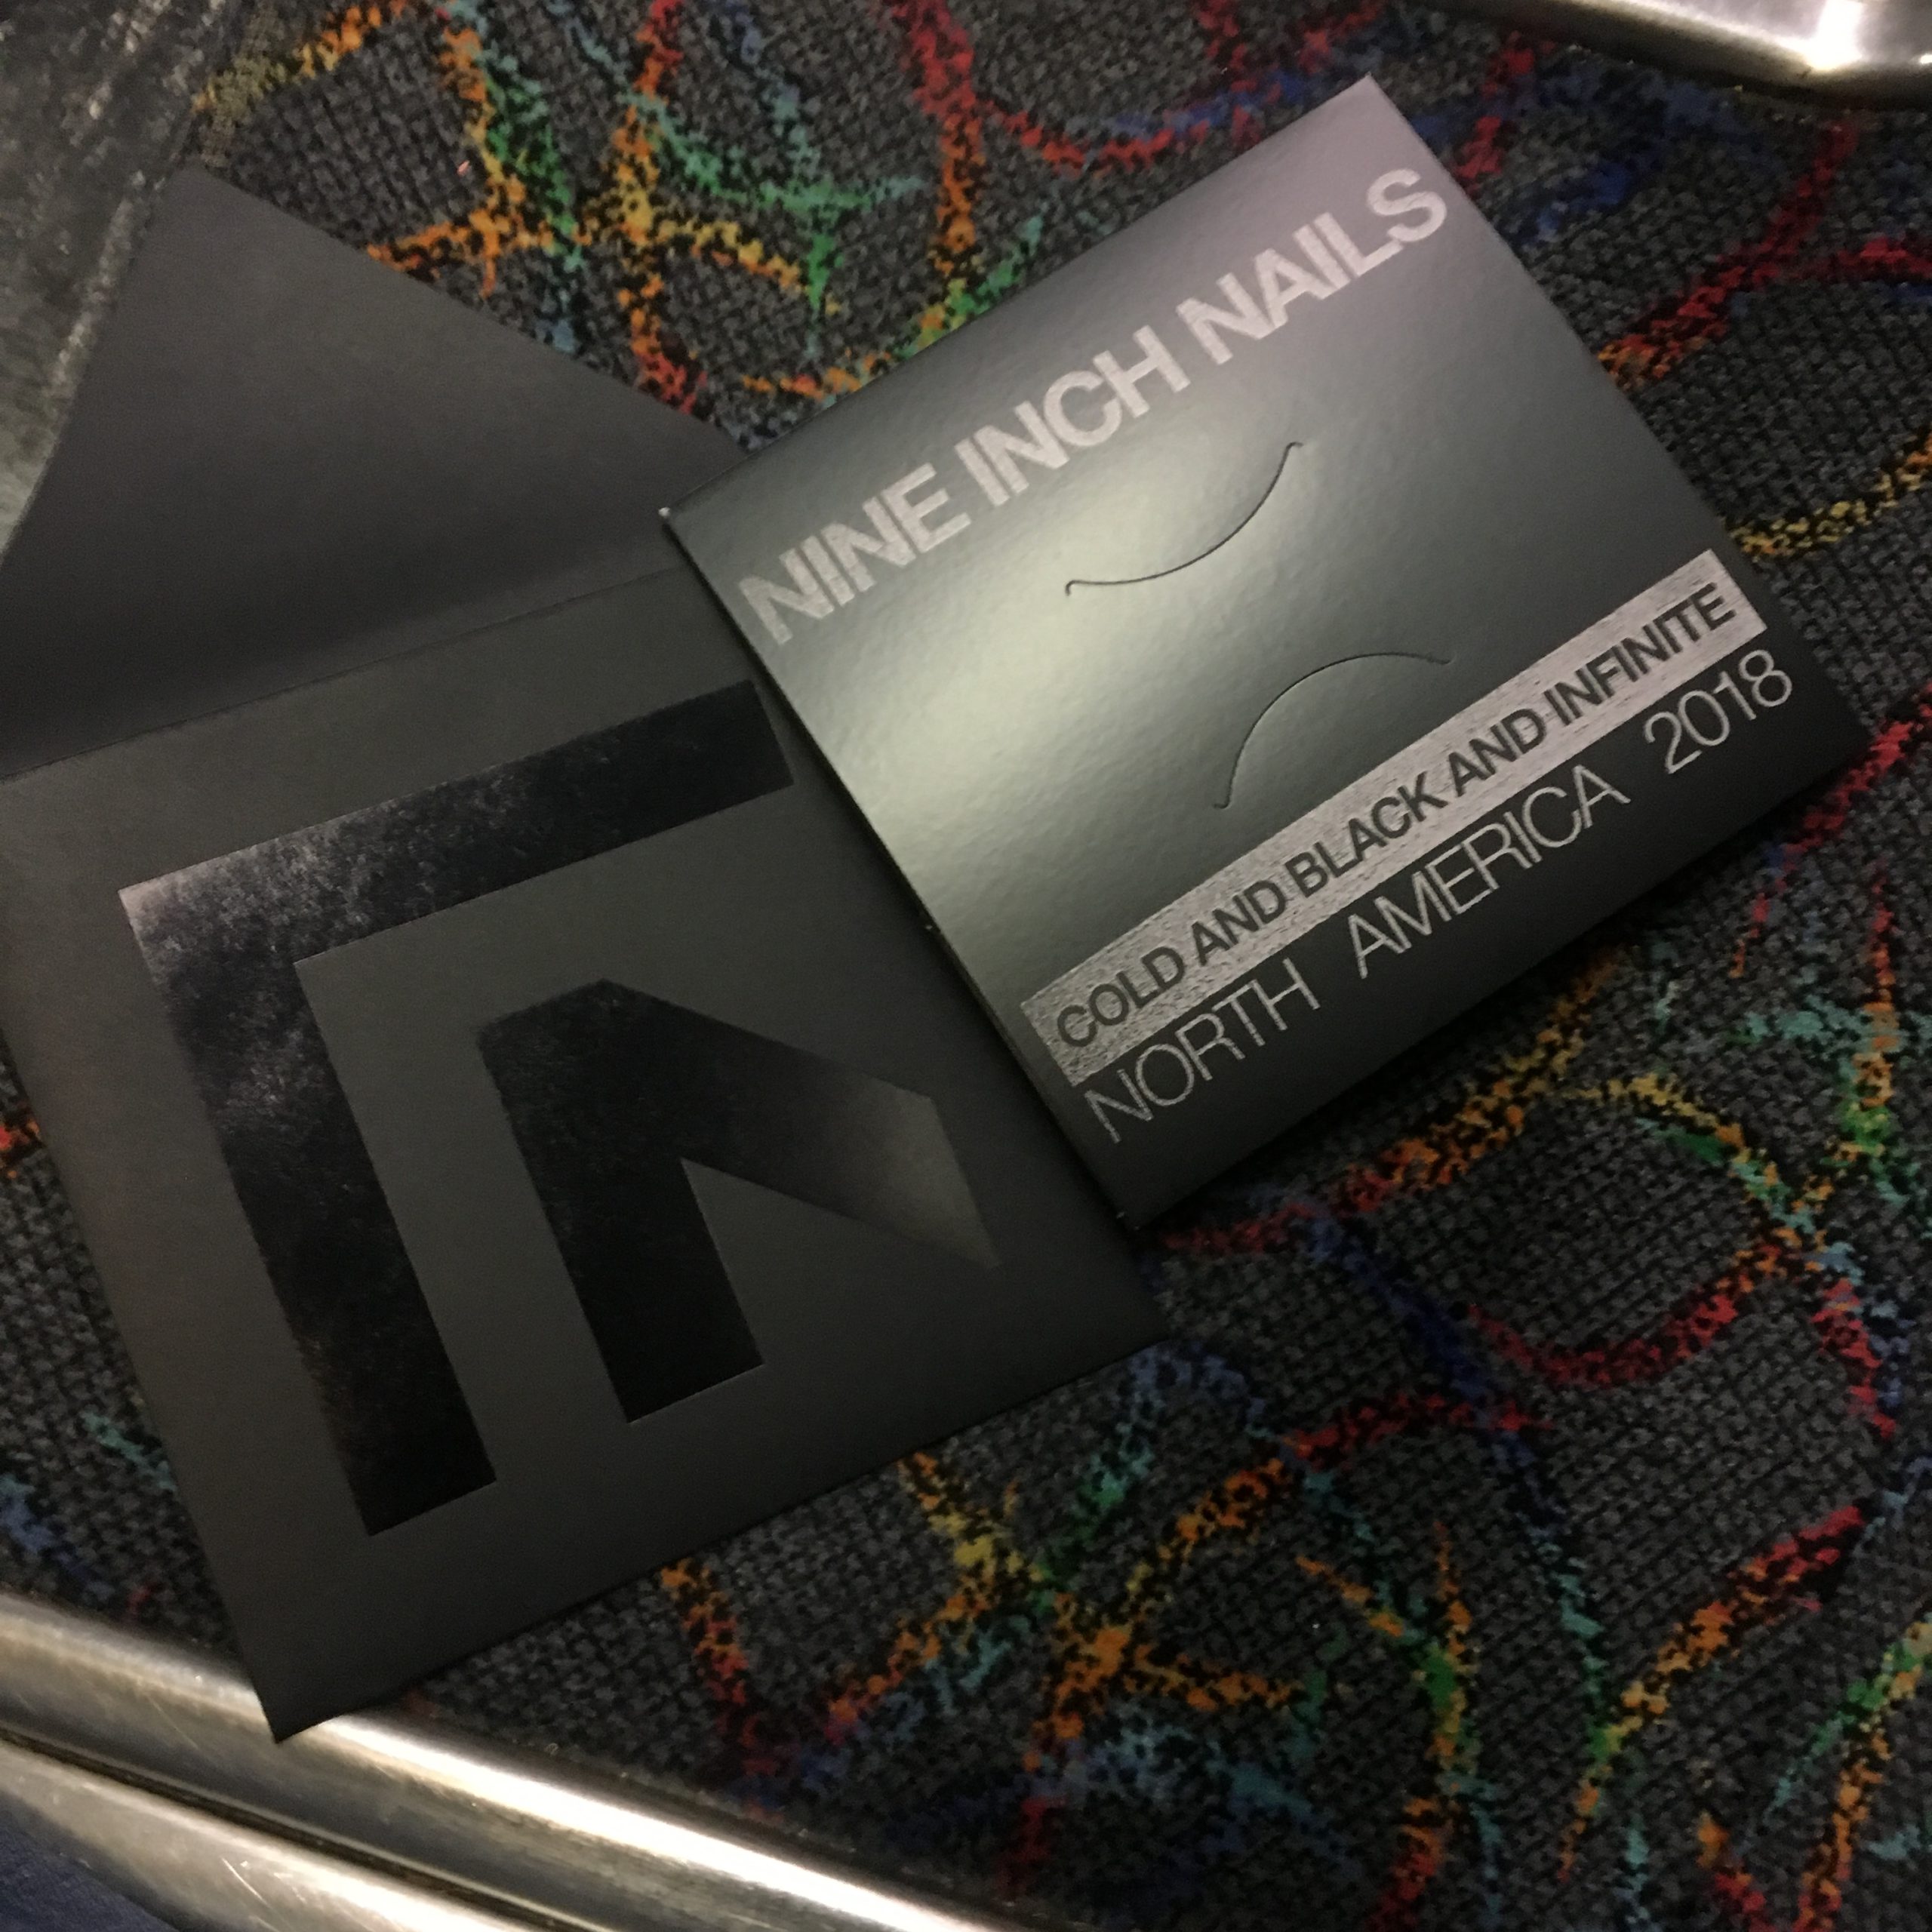 NINE INCH NAILS
COLD AND BLACK AND INFINITE
NORTH AMERICA 2018